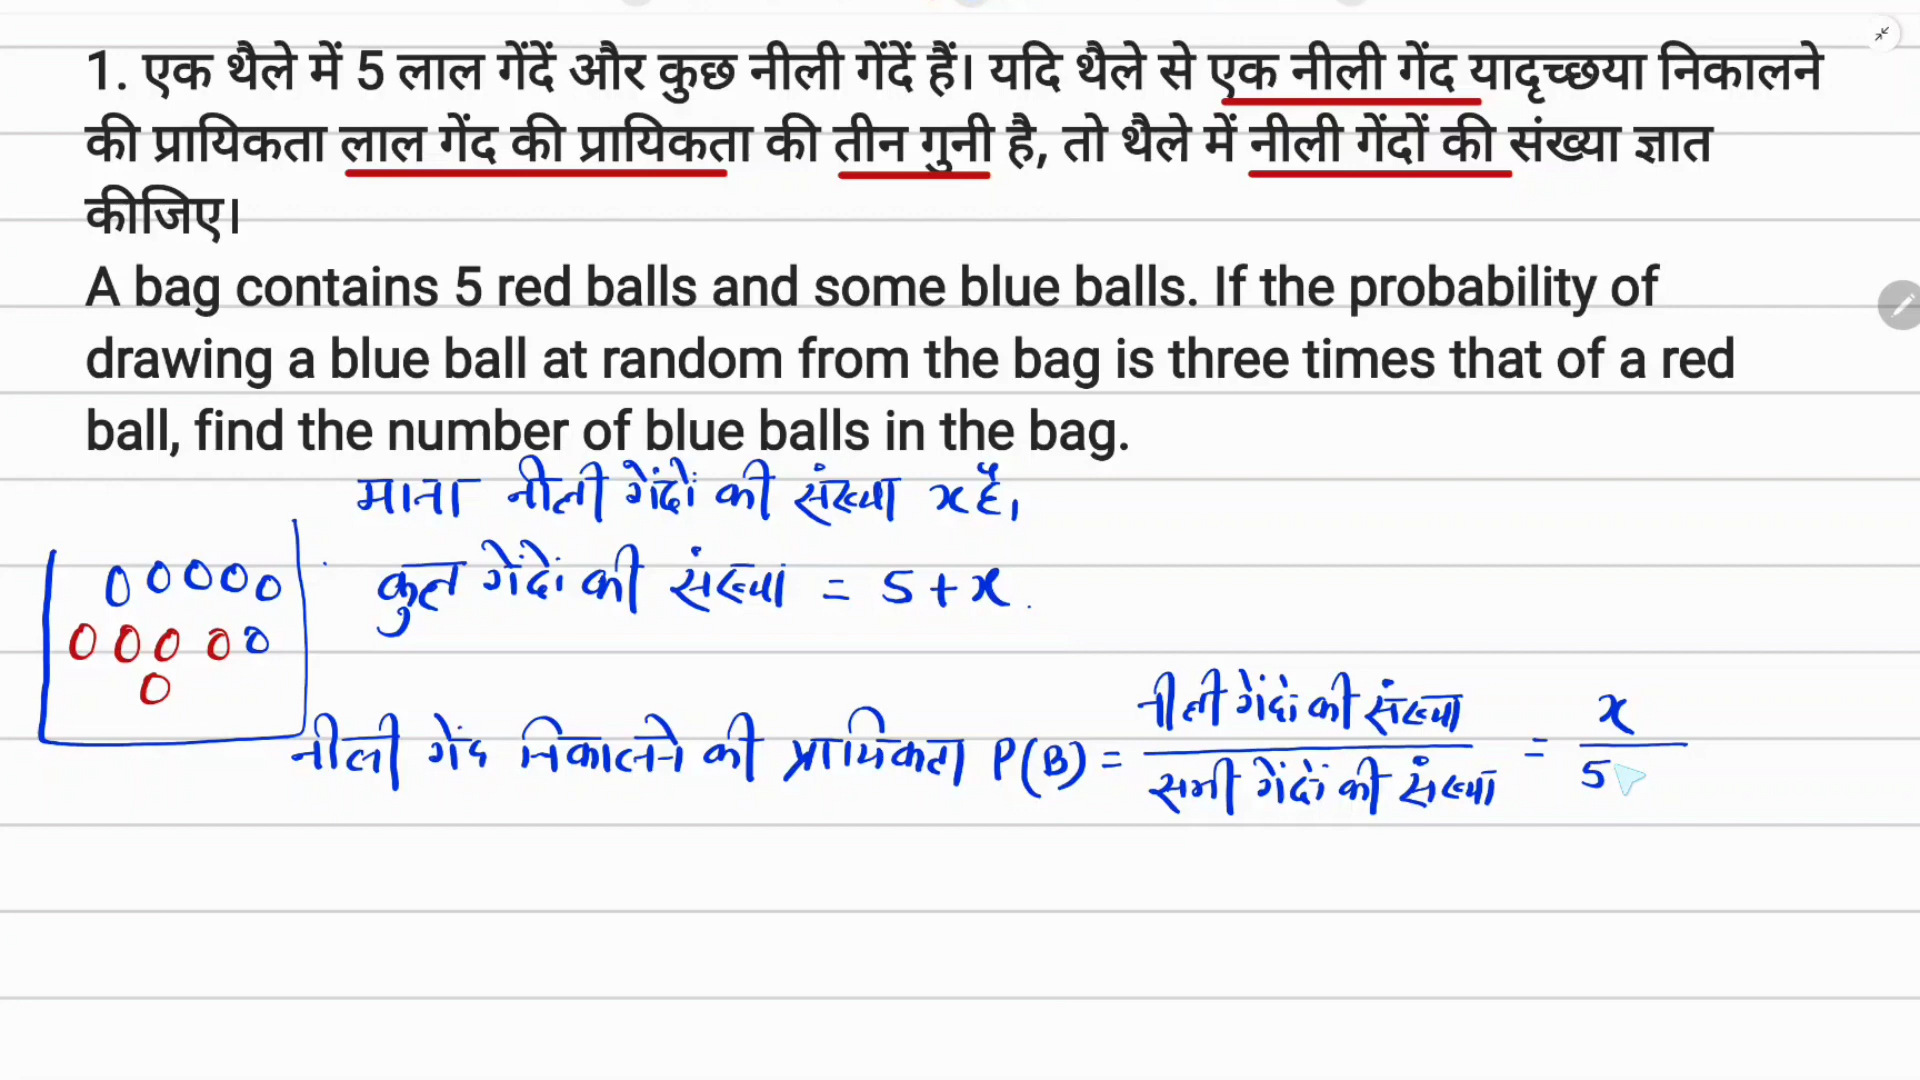 1. एक थैले में 5 लाल गेंदें और कुछ नीली गेंदें हैं। यदि थैले से एक नीली गेंद यादृच्छया निकालने
की प्रायिकता लाल गेंद की प्रायिकता की तीन गुनी है, तो थैले में नीली गेंदों की संख्या ज्ञात
कीजिए।
A bag contains 5 red balls and some blue balls. If the probability of
drawing a blue ball at random from the bag is three times that of a red
ball, find the number of blue balls in the bag.
माना नीली गेंदों की संख्या x है।
कुल गेंदों की संख्या = 5 + x.
नीली गेंद निकालने की प्रायिकता P(B) = नीली गेंदों की संख्या / सभी गेंदों की संख्या = x / 5